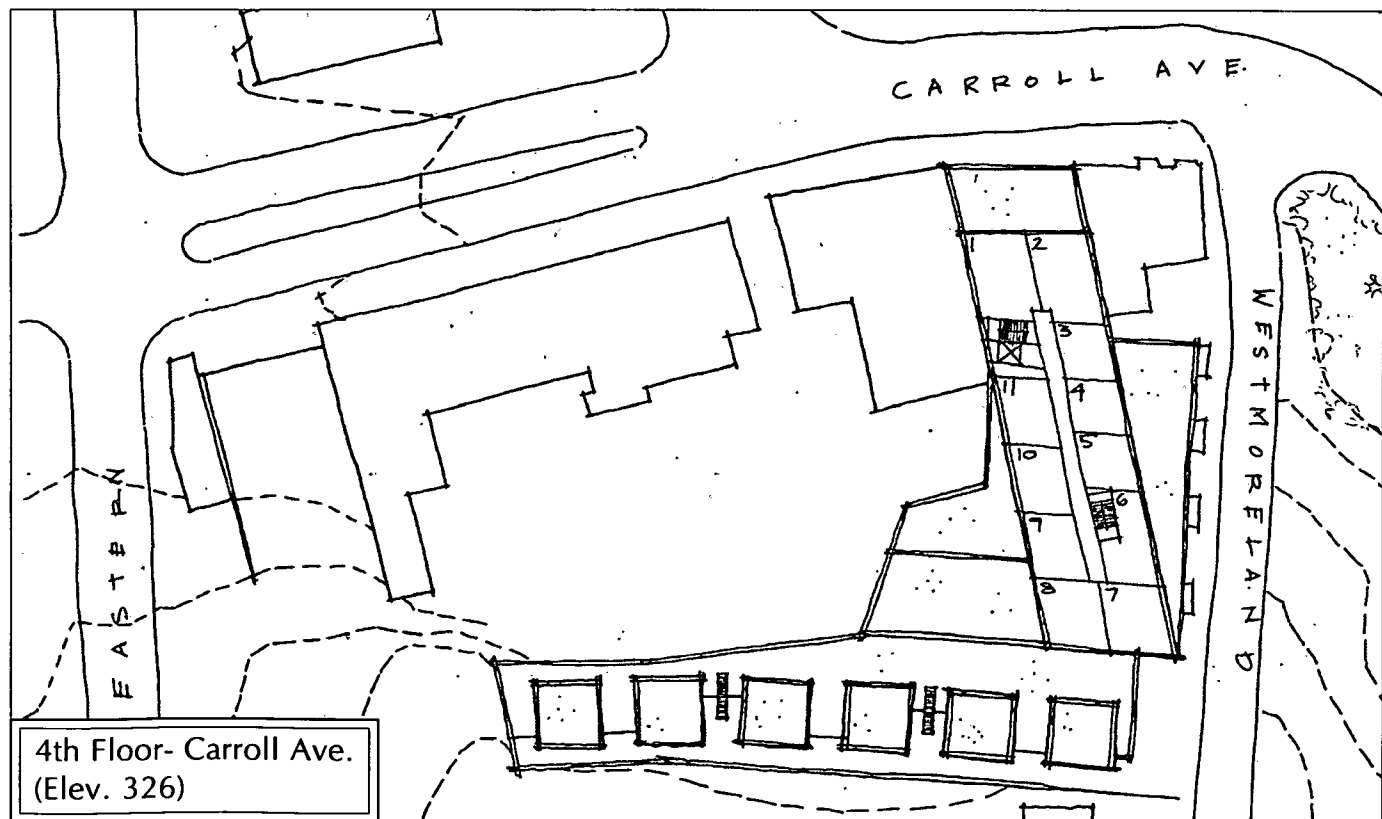 CARROLL AVE.
1
1
2
3
11
4
5
10
6
7
8
7
WESTMORELAND
EASTERN
4th Floor- Carroll Ave.
(Elev. 326)